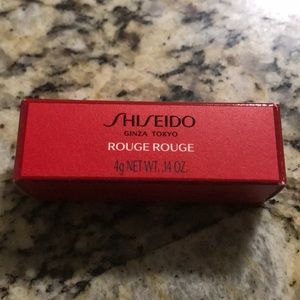 SHISEIDO
GINZA TOKYO
ROUGE ROUGE
4g NET WT. .14 OZ.